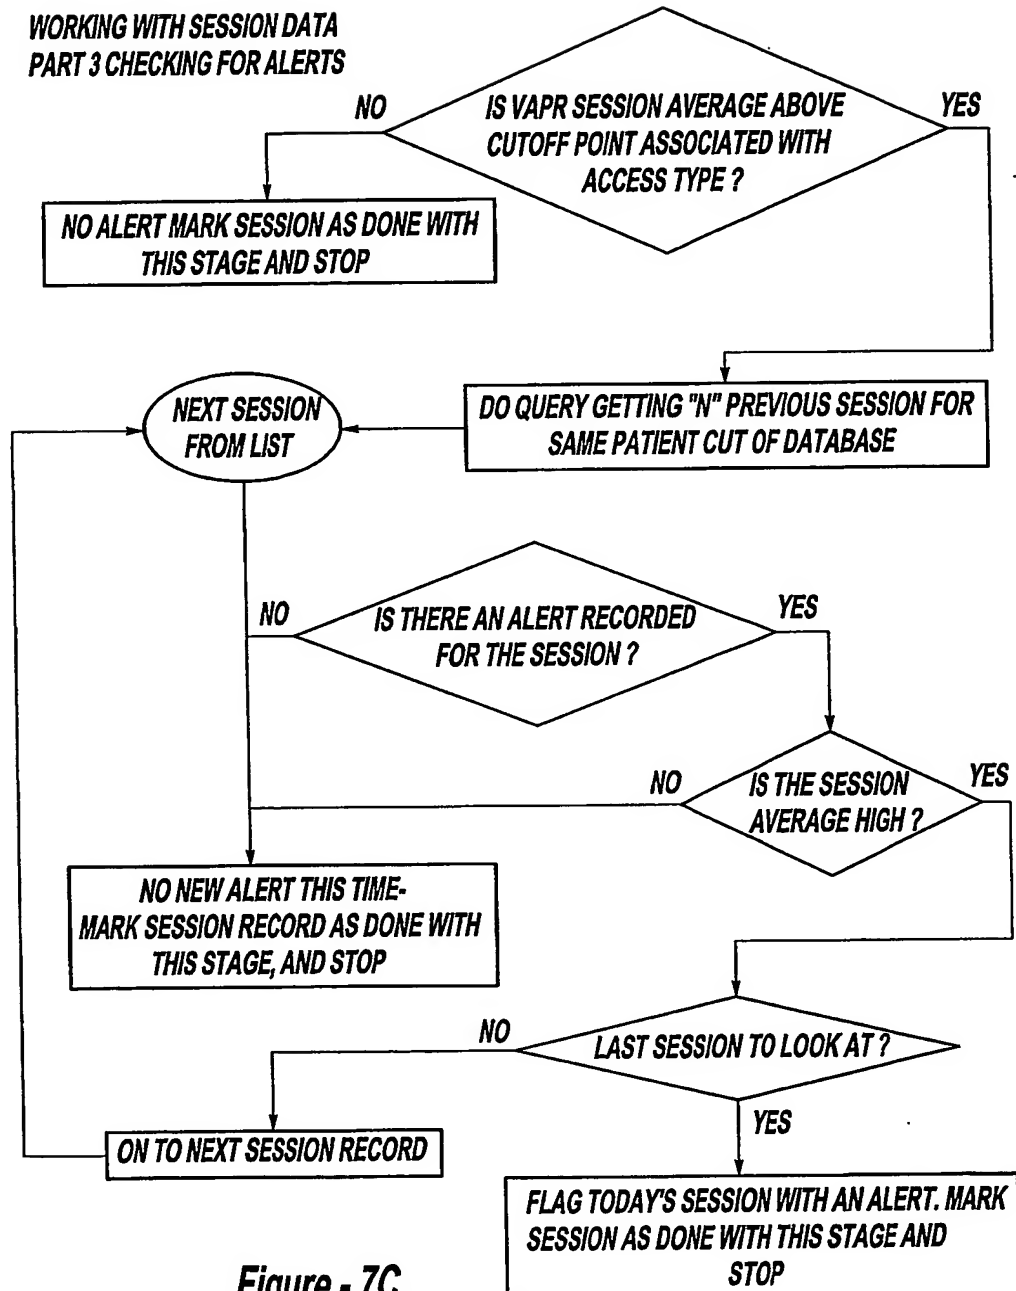 WORKING WITH SESSION DATA
PART 3 CHECKING FOR ALERTS
NO
IS VAPR SESSION AVERAGE ABOVE
CUTOFF POINT ASSOCIATED WITH
ACCESS TYPE ?
YES
NO ALERT MARK SESSION AS DONE WITH
THIS STAGE AND STOP
NEXT SESSION
FROM LIST
DO QUERY GETTING "N" PREVIOUS SESSION FOR
SAME PATIENT CUT OF DATABASE
NO
IS THERE AN ALERT RECORDED
FOR THE SESSION ?
YES
NO
IS THE SESSION
AVERAGE HIGH ?
YES
NO NEW ALERT THIS TIME-
MARK SESSION RECORD AS DONE WITH
THIS STAGE, AND STOP
NO
LAST SESSION TO LOOK AT ?
YES
ON TO NEXT SESSION RECORD
FLAG TODAY'S SESSION WITH AN ALERT. MARK
SESSION AS DONE WITH THIS STAGE AND
STOP
Figure - 7C